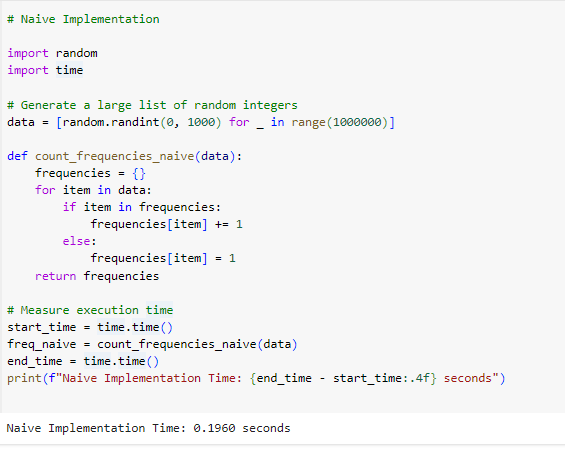 # Naive Implementation
import random
import time
# Generate a large list of random integers
data = [random.randint(0, 1000) for _ in range(1000000)]
def count_frequencies_naive(data):
    frequencies = {}
    for item in data:
        if item in frequencies:
            frequencies[item] += 1
        else:
            frequencies[item] = 1
    return frequencies
# Measure execution time
start_time = time.time()
freq_naive = count_frequencies_naive(data)
end_time = time.time()
print(f"Naive Implementation Time: {end_time - start_time:.4f} seconds")
Naive Implementation Time: 0.1960 seconds